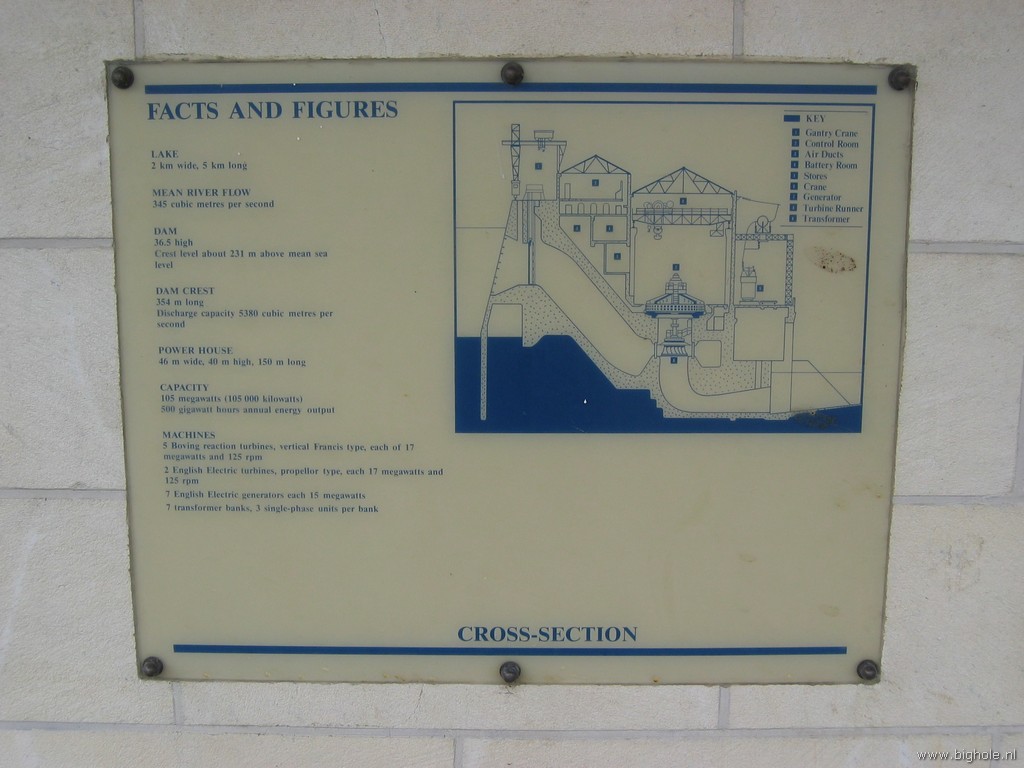 FACTS AND FIGURES
LAKE
2 km wide, 5 km long
MEAN RIVER FLOW
345 cubic metres per second
DAM
36.5 high
Crest level about 231 m above mean sea
level
DAM CREST
354 m long
Discharge capacity 5380 cubic metres per
second
POWER HOUSE
46 m wide, 40 m high, 150 m long
CAPACITY
105 megawatts (105 000 kilowatts)
500 gigawatt hours annual energy output
MACHINES
5 Boving reaction turbines, vertical Francis type, each of 17
megawatts and 125 rpm
2 English Electric turbines, propellor type, each 17 megawatts and
125 rpm
7 English Electric generators each 15 megawatts
7 transformer banks, 3 single-phase units per bank
KEY
Gantry Crane
Control Room
Air Ducts
Battery Room
Stores
Crane
Generator
Turbine Runner
Transformer
CROSS-SECTION
www.bighole.nl